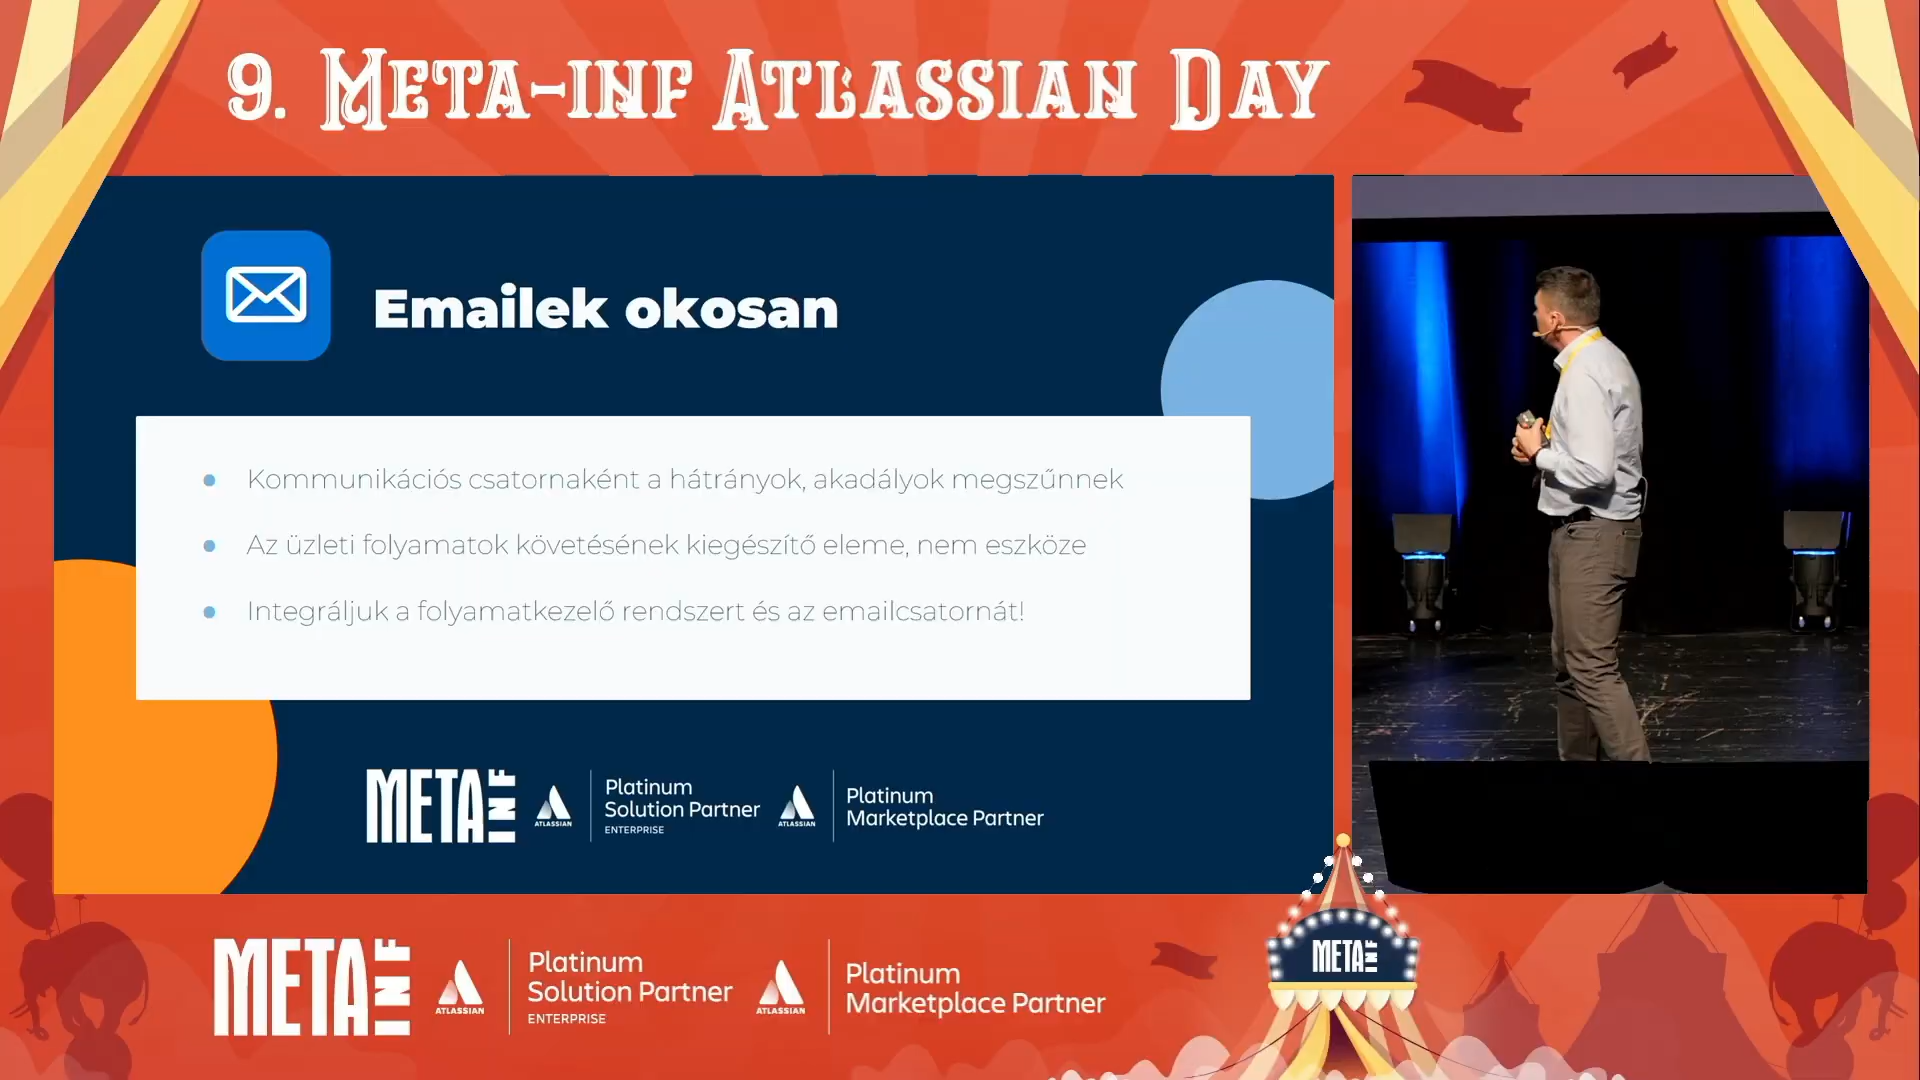 9. META-INF ATLASSIAN DAY
Emailek okosan
Kommunikációs csatornaként a hátrányok, akadályok megszűnnek
Az üzleti folyamatok követésének kiegészítő eleme, nem eszköze
Integráljuk a folyamatkezelő rendszert és az emailcsatornát!
META INF
ATLASSIAN
Platinum
Solution Partner
ENTERPRISE
ATLASSIAN
Platinum
Marketplace Partner
META INF
META INF
ATLASSIAN
Platinum
Solution Partner
ENTERPRISE
ATLASSIAN
Platinum
Marketplace Partner